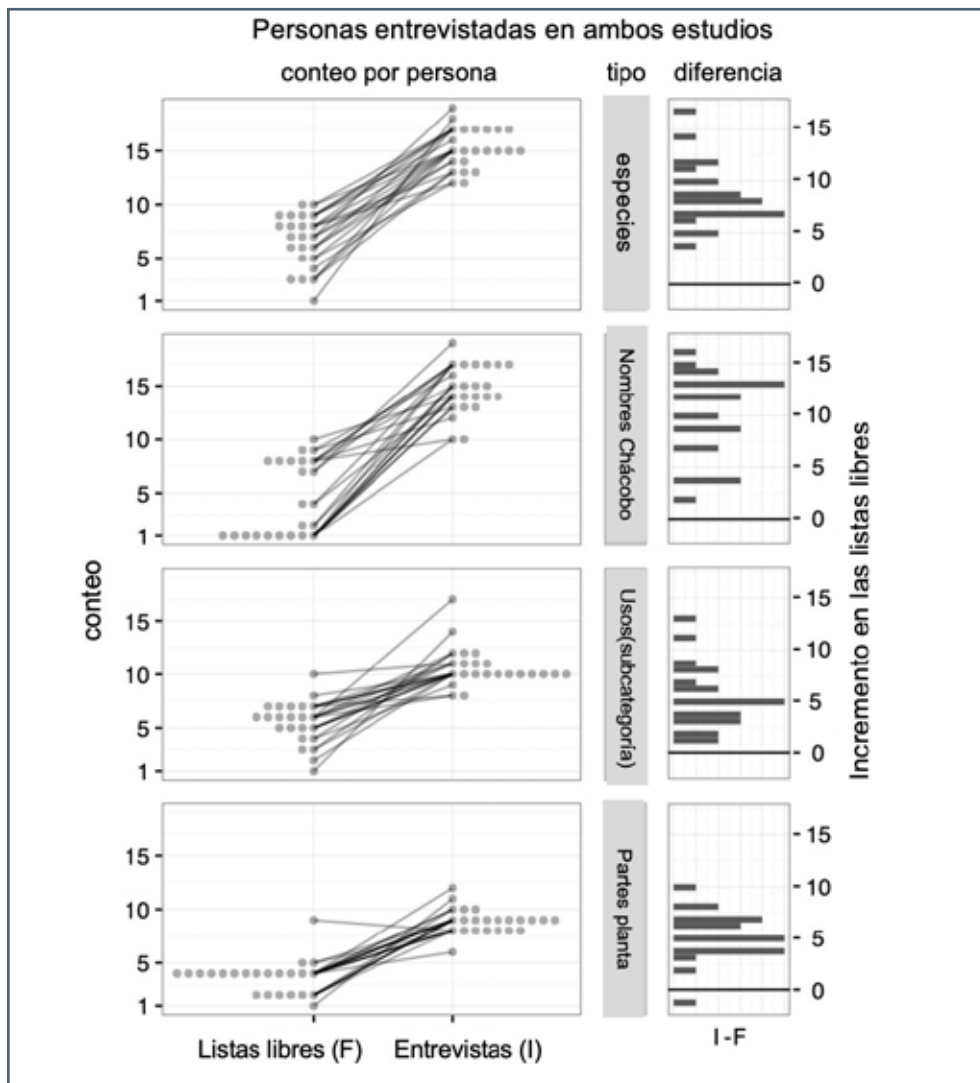 Personas entrevistadas en ambos estudios
conteo por persona
tipo
diferencia
15
10
5
1
especies
15
10
5
0
15
10
5
1
Nombres Chácobo
15
10
5
0
15
10
5
1
Usos(subcategoría)
15
10
5
0
15
10
5
1
Partes planta
15
10
5
0
conteo
Incremento en las listas libres
Listas libres (F)
Entrevistas (I)
I -F